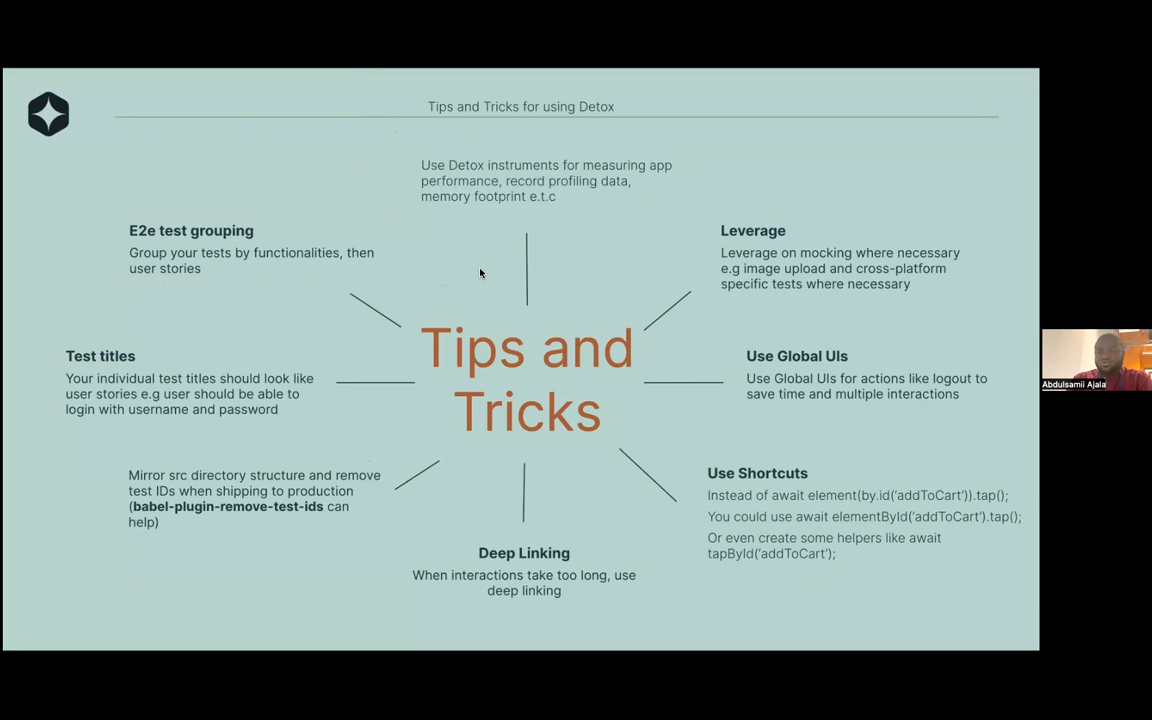 Tips and Tricks for using Detox
Use Detox instruments for measuring app
performance, record profiling data,
memory footprint e.t.c
E2e test grouping
Group your tests by functionalities, then
user stories
Leverage
Leverage on mocking where necessary
e.g image upload and cross-platform
specific tests where necessary
Tips and
Tricks
Test titles
Your individual test titles should look like
user stories e.g user should be able to
login with username and password
Use Global UIs
Use Global UIs for actions like logout to
save time and multiple interactions
Mirror src directory structure and remove
test IDs when shipping to production
(babel-plugin-remove-test-ids can
help)
Use Shortcuts
Instead of await element(by.id(‘addToCart’)).tap();
You could use await elementById(‘addToCart’).tap();
Or even create some helpers like await
tapById(‘addToCart’);
Deep Linking
When interactions take too long, use
deep linking
Abdulsamii Ajala